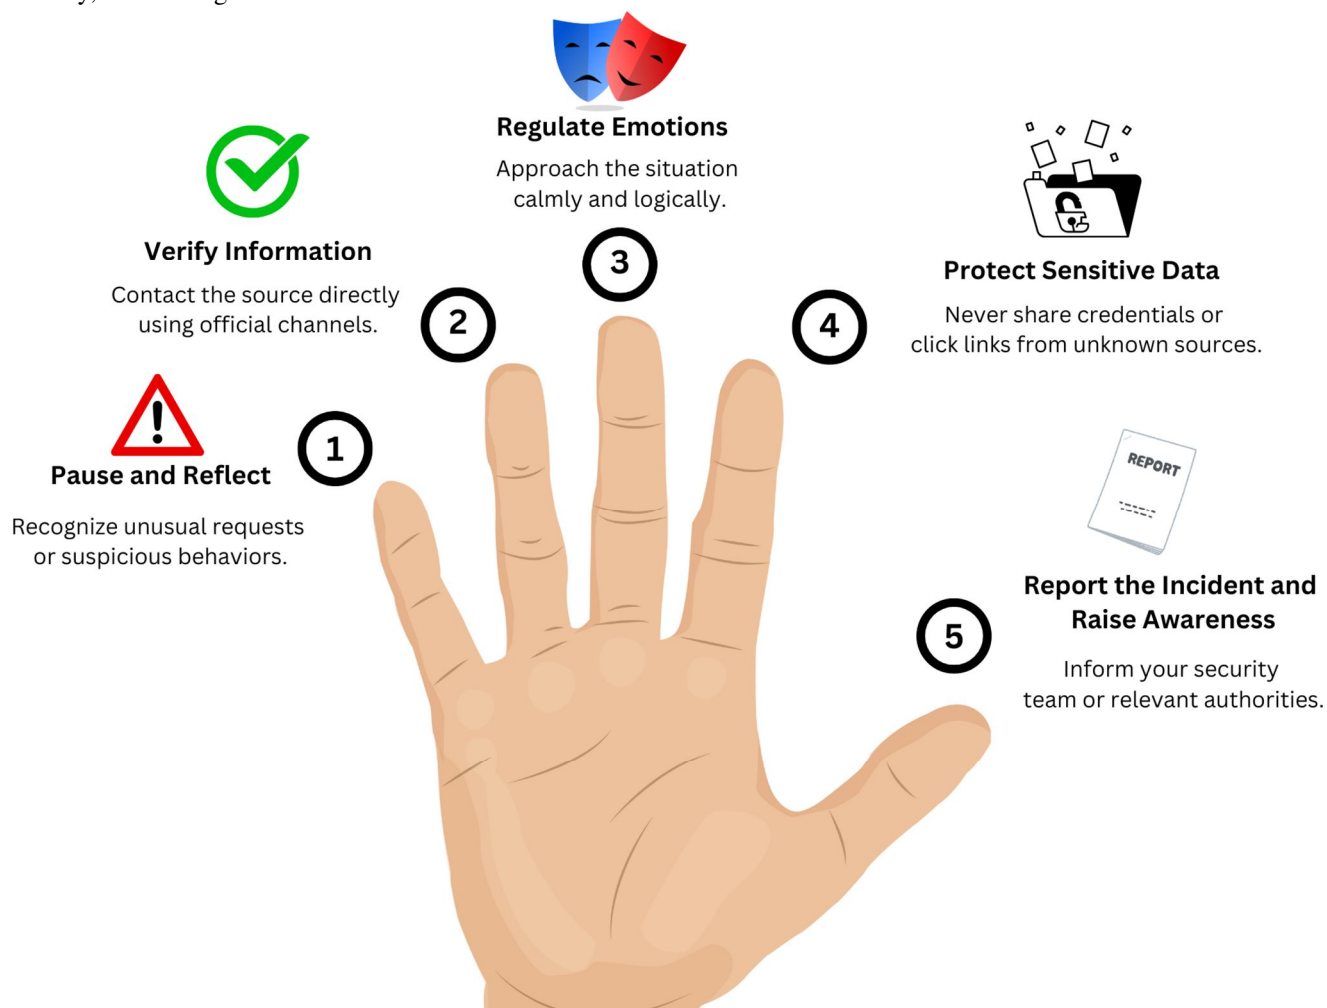 Regulate Emotions
Approach the situation
calmly and logically.
3
Verify Information
Contact the source directly
using official channels.
2
4
Protect Sensitive Data
Never share credentials or
click links from unknown sources.
1
Pause and Reflect
Recognize unusual requests
or suspicious behaviors.
REPORT
5
Report the Incident and
Raise Awareness
Inform your security
team or relevant authorities.